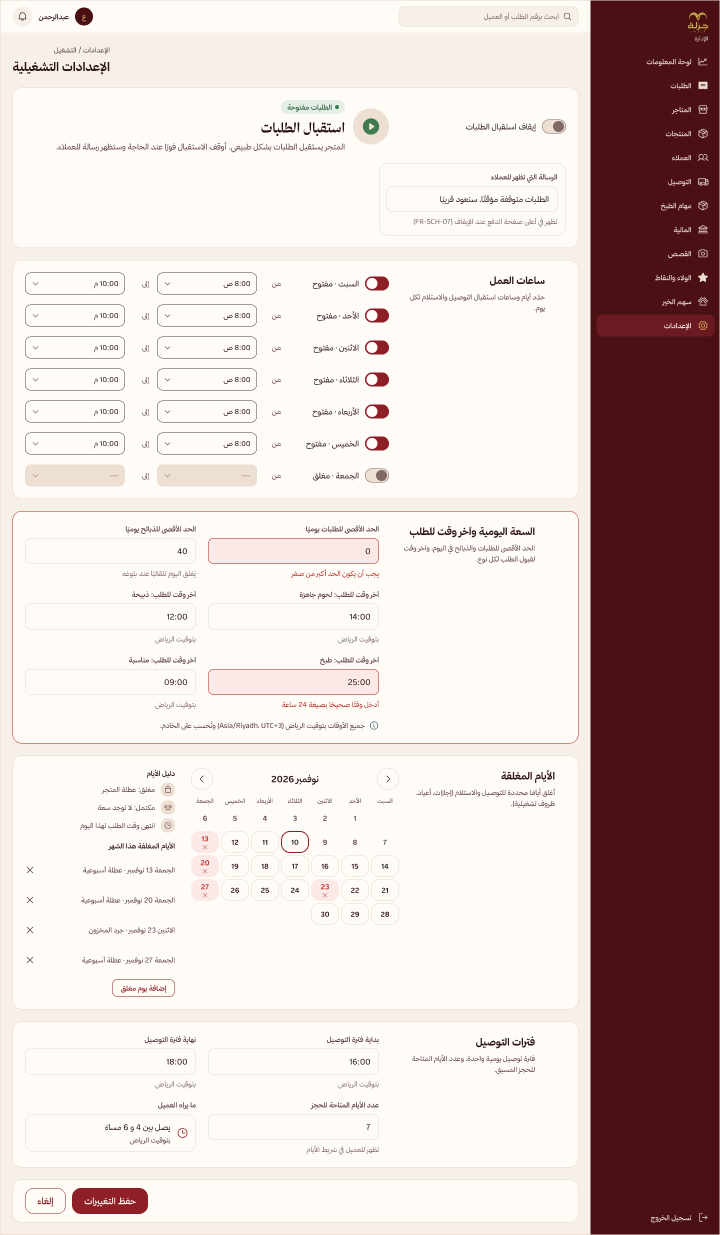 جزلة
الإدارة
لوحة المعلومات
الطلبات
المتاجر
المنتجات
العملاء
التوصيل
مهام الطبخ
المالية
القصص
الولاء والنقاط
سهم الخير
الإعدادات
تسجيل الخروج
ابحث برقم الطلب أو العميل
ع
عبدالرحمن
الإعدادات / التشغيل
الإعدادات التشغيلية
إيقاف استقبال الطلبات
الطلبات مفتوحة
استقبال الطلبات
المتجر يستقبل الطلبات بشكل طبيعي. أوقف الاستقبال فورًا عند الحاجة وستظهر رسالة للعملاء.
الرسالة التي تظهر للعملاء
الطلبات متوقفة مؤقتًا، سنعود قريبًا
تظهر في أعلى صفحة الدفع عند الإيقاف (FR-SCH-07)
ساعات العمل
حدّد أيام وساعات استقبال التوصيل والاستلام لكل
يوم.
السبت · مفتوح من 8:00 ص إلى 10:00 م
الأحد · مفتوح من 8:00 ص إلى 10:00 م
الاثنين · مفتوح من 8:00 ص إلى 10:00 م
الثلاثاء · مفتوح من 8:00 ص إلى 10:00 م
الأربعاء · مفتوح من 8:00 ص إلى 10:00 م
الخميس · مفتوح من 8:00 ص إلى 10:00 م
الجمعة · مغلق من — إلى —
السعة اليومية وآخر وقت للطلب
الحد الأقصى للطلبات والذبائح في اليوم، وآخر وقت
لقبول الطلب لكل نوع.
الحد الأقصى للطلبات يوميًا
0
يجب أن يكون الحد أكبر من صفر
الحد الأقصى للذبائح يوميًا
40
يُغلق اليوم تلقائيًا عند بلوغه
آخر وقت للطلب: لحوم جاهزة
14:00
بتوقيت الرياض
آخر وقت للطلب: ذبيحة
12:00
بتوقيت الرياض
آخر وقت للطلب: طبخ
25:00
أدخل وقتًا صحيحًا بصيغة 24 ساعة
آخر وقت للطلب: مناسبة
09:00
بتوقيت الرياض
جميع الأوقات بتوقيت الرياض (Asia/Riyadh، UTC+3) وتُحسب على الخادم.
الأيام المغلقة
أغلق أيامًا محددة للتوصيل والاستلام (إجازات، أعياد،
ظروف تشغيلية).
نوفمبر 2026
السبت الأحد الاثنين الثلاثاء الأربعاء الخميس الجمعة
1 2 3 4 5 6
7 8 9 10 11 12 13
14 15 16 17 18 19 20
21 22 23 24 25 26 27
28 29 30
دليل الأيام
مغلق: عطلة المتجر
مكتمل: لا توجد سعة
انتهى وقت الطلب لهذا اليوم
الأيام المغلقة هذا الشهر
الجمعة 13 نوفمبر · عطلة أسبوعية
الجمعة 20 نوفمبر · عطلة أسبوعية
الاثنين 23 نوفمبر · جرد المخزون
الجمعة 27 نوفمبر · عطلة أسبوعية
إضافة يوم مغلق
فترات التوصيل
فترة توصيل يومية واحدة، وعدد الأيام المتاحة
للحجز المسبق.
بداية فترة التوصيل
16:00
بتوقيت الرياض
نهاية فترة التوصيل
18:00
بتوقيت الرياض
عدد الأيام المتاحة للحجز
7
تظهر للعميل في شريط الأيام
ما يراه العميل
يصل بين 4 و 6 مساءً
بتوقيت الرياض
حفظ التغييرات
إلغاء